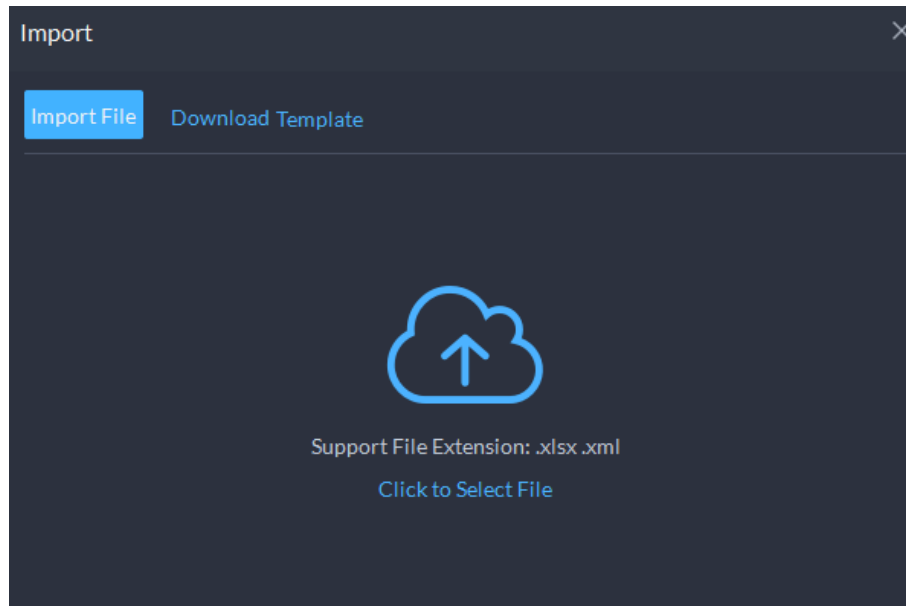 Import
Import File
Download Template
Support File Extension: .xlsx .xml
Click to Select File